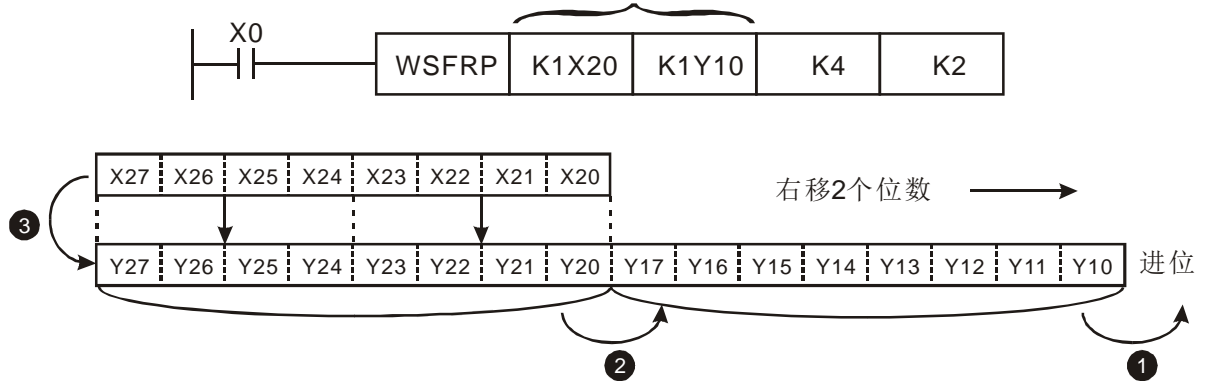 X0
WSFRP K1X20 K1Y10 K4 K2
X27 X26 X25 X24 X23 X22 X21 X20
右移2个位数
3
Y27 Y26 Y25 Y24 Y23 Y22 Y21 Y20 Y17 Y16 Y15 Y14 Y13 Y12 Y11 Y10 进位
2 1